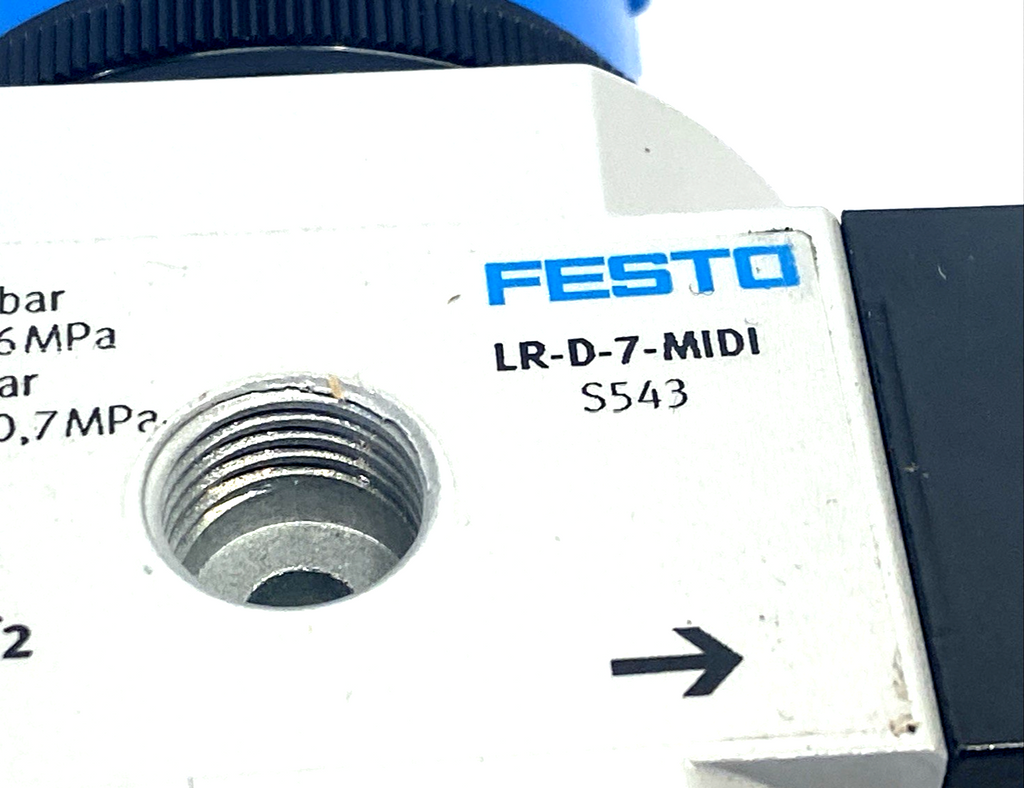 FESTO
LR-D-7-MIDI
S543
bar
6 MPa
ar
0,7 MPa
/2